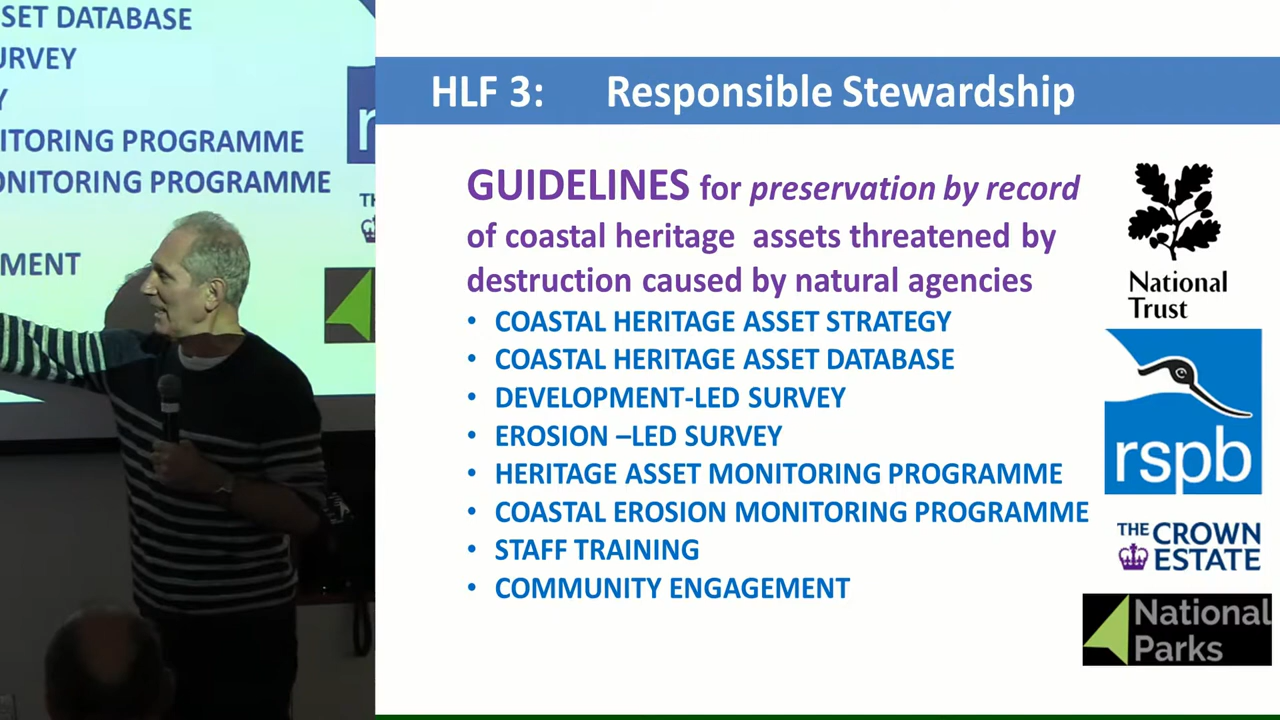 SET DATABASE
URVEY
Y
ITORING PROGRAMME
ONITORING PROGRAMME
MENT
TH
HLF 3: Responsible Stewardship
GUIDELINES for preservation by record
of coastal heritage assets threatened by
destruction caused by natural agencies
• COASTAL HERITAGE ASSET STRATEGY
• COASTAL HERITAGE ASSET DATABASE
• DEVELOPMENT-LED SURVEY
• EROSION –LED SURVEY
• HERITAGE ASSET MONITORING PROGRAMME
• COASTAL EROSION MONITORING PROGRAMME
• STAFF TRAINING
• COMMUNITY ENGAGEMENT
National
Trust
rspb
THE CROWN
ESTATE
National
Parks